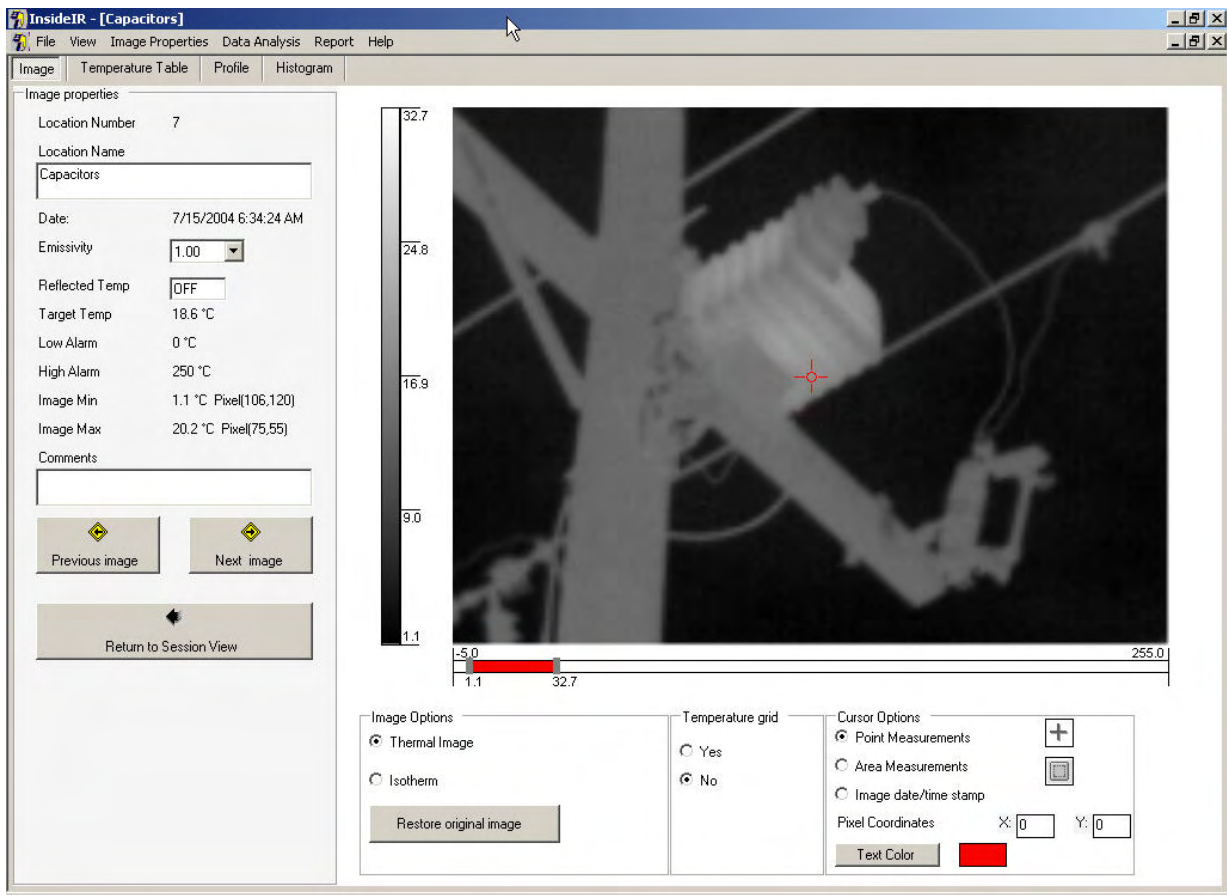 InsideIR - [Capacitors]
File View Image Properties Data Analysis Report Help
Image Temperature Table Profile Histogram
Image properties
Location Number 7
Location Name
Capacitors
Date: 7/15/2004 6:34:24 AM
Emissivity 1.00
Reflected Temp OFF
Target Temp 18.6 °C
Low Alarm 0 °C
High Alarm 250 °C
Image Min 1.1 °C Pixel(106,120)
Image Max 20.2 °C Pixel(75,55)
Comments
Previous image Next image
Return to Session View
32.7
24.8
16.9
9.0
1.1
-5.0 255.0
1.1 32.7
Image Options
Thermal Image
Isotherm
Restore original image
Temperature grid
Yes
No
Cursor Options
Point Measurements
Area Measurements
Image date/time stamp
Pixel Coordinates X: 0 Y: 0
Text Color